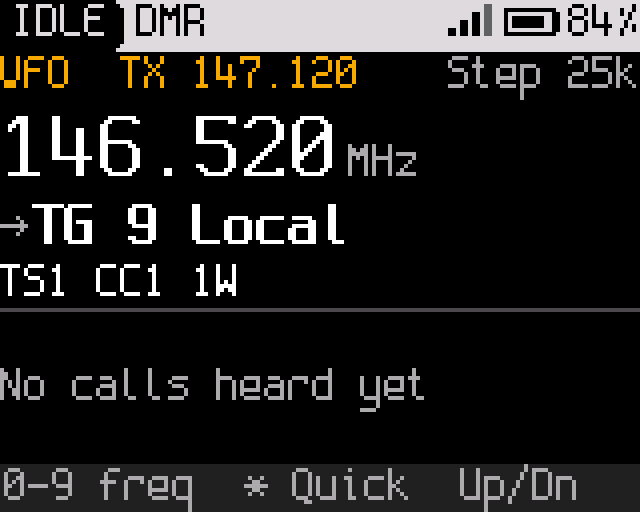 IDLE DMR 84%
VFO TX 147.120 Step 25k
146.520 MHz
→TG 9 Local
TS1 CC1 1W
No calls heard yet
0-9 freq * Quick Up/Dn